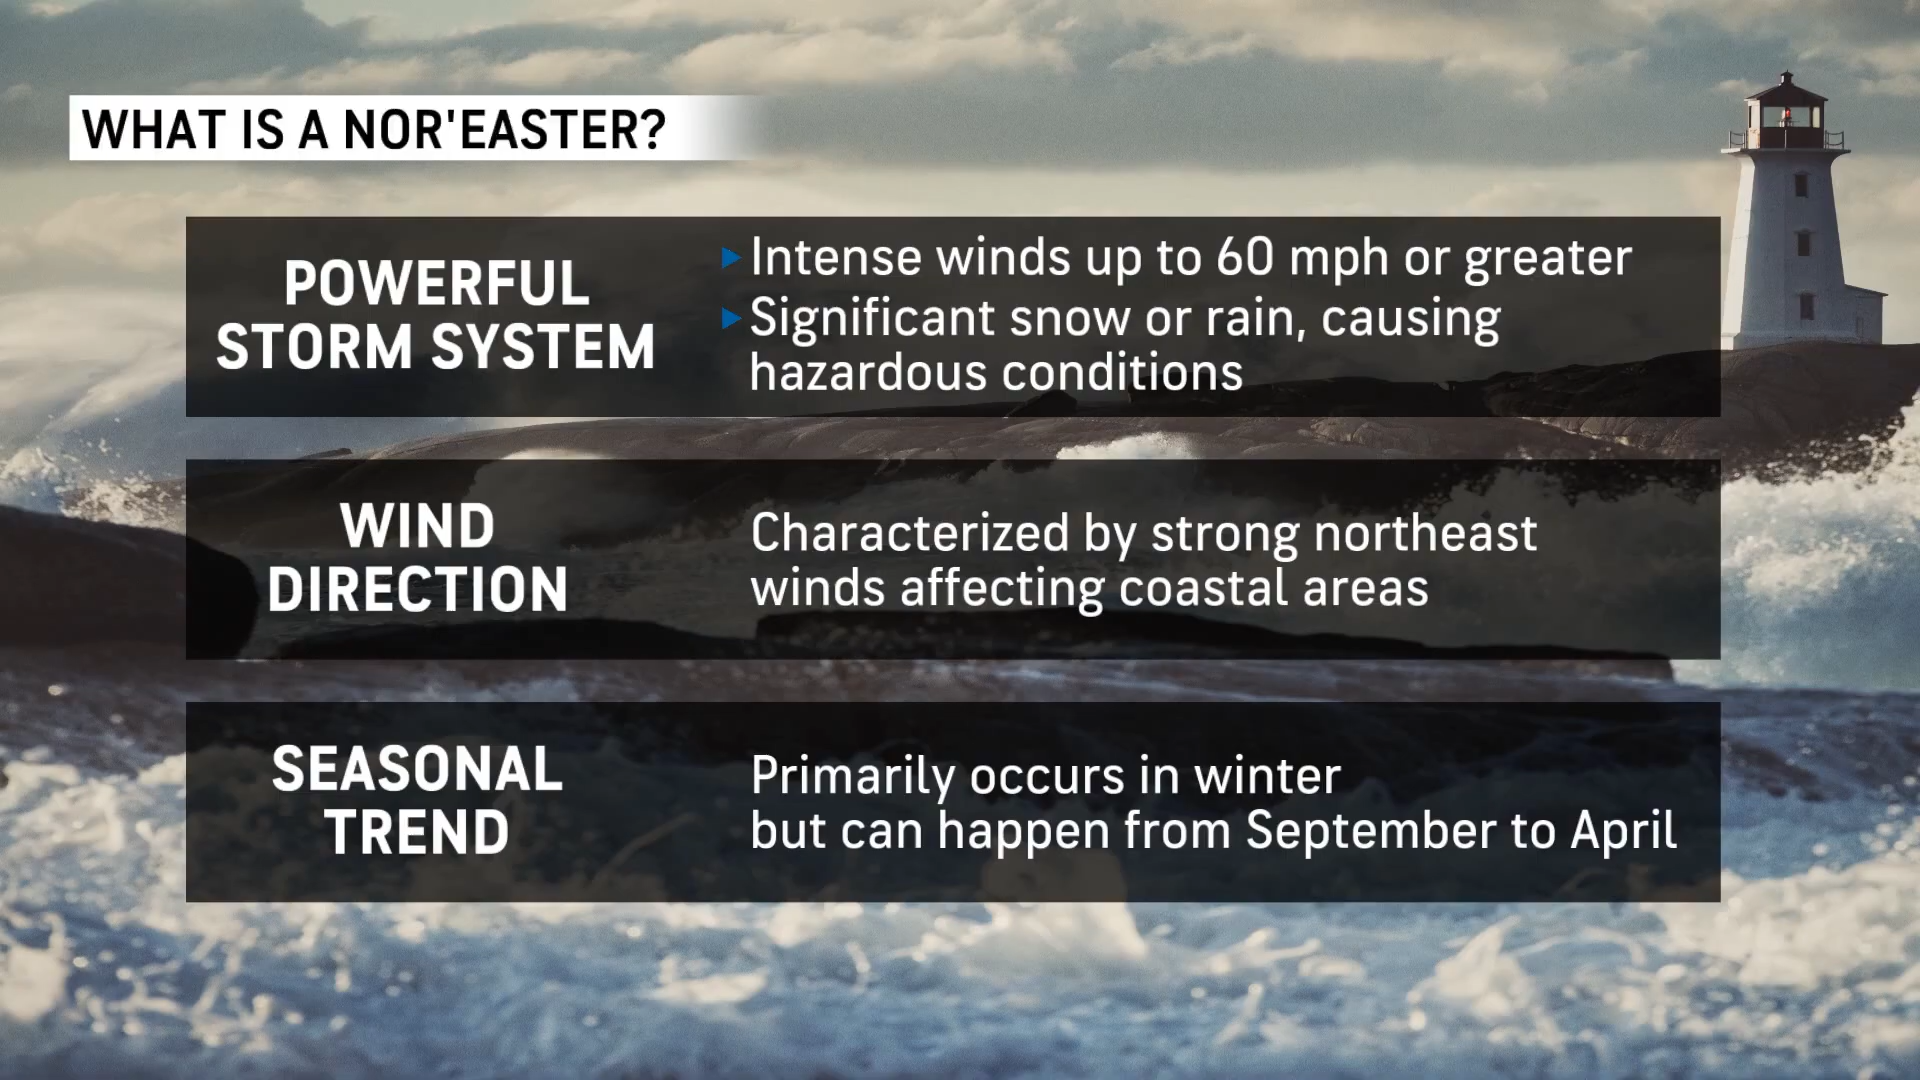 WHAT IS A NOR'EASTER?
POWERFUL
STORM SYSTEM
Intense winds up to 60 mph or greater
Significant snow or rain, causing
hazardous conditions
WIND
DIRECTION
Characterized by strong northeast
winds affecting coastal areas
SEASONAL
TREND
Primarily occurs in winter
but can happen from September to April